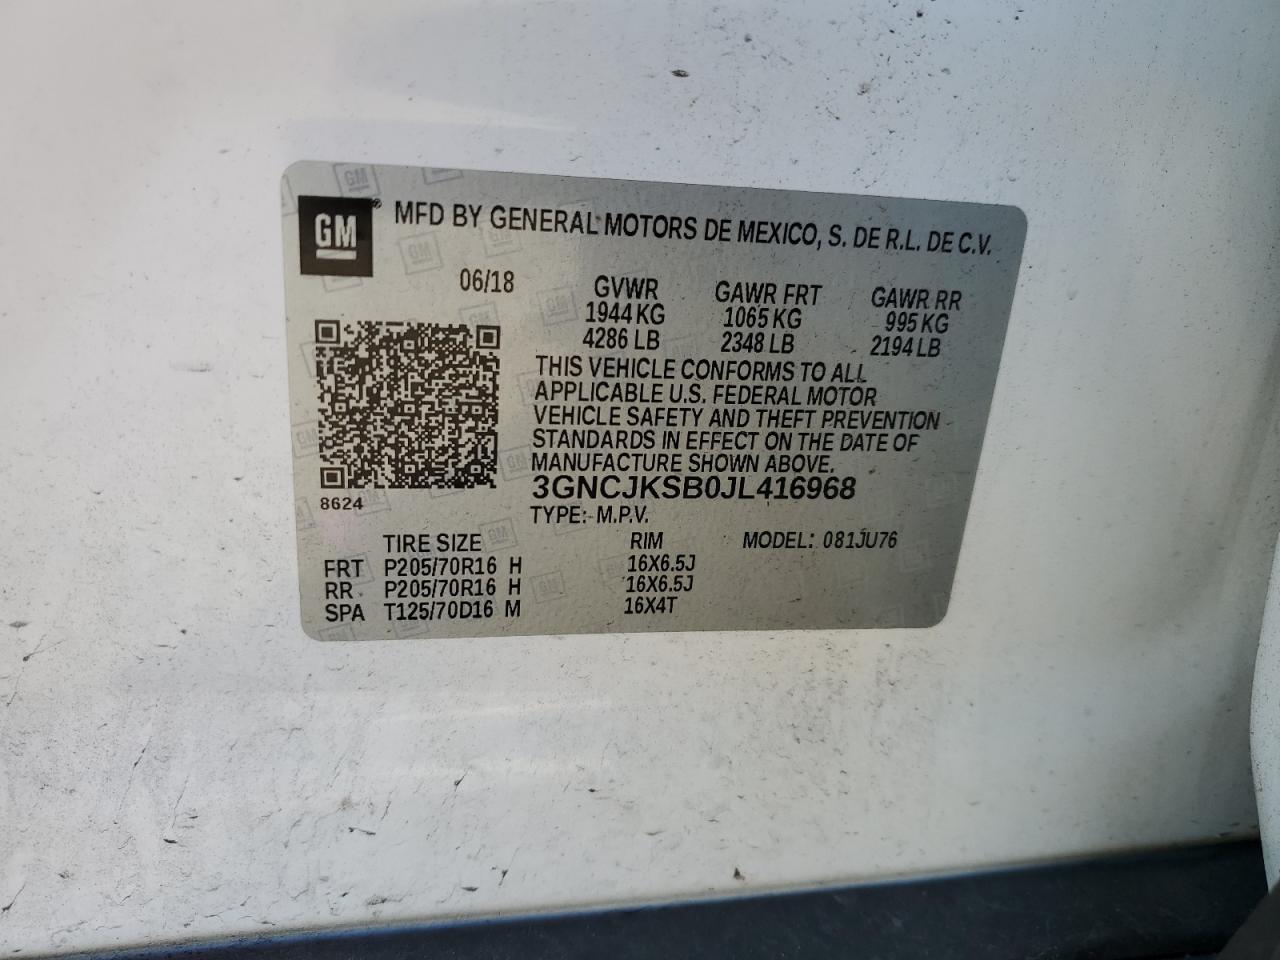 GM® MFD BY GENERAL MOTORS DE MEXICO, S. DE R.L. DE C.V.
06/18 GVWR GAWR FRT GAWR RR
1944 KG 1065 KG 995 KG
4286 LB 2348 LB 2194 LB
THIS VEHICLE CONFORMS TO ALL
APPLICABLE U.S. FEDERAL MOTOR
VEHICLE SAFETY AND THEFT PREVENTION
STANDARDS IN EFFECT ON THE DATE OF
MANUFACTURE SHOWN ABOVE.
3GNCJKSB0JL416968
8624
TYPE: M.P.V.
TIRE SIZE RIM MODEL: 081JU76
FRT P205/70R16 H 16X6.5J
RR P205/70R16 H 16X6.5J
SPA T125/70D16 M 16X4T